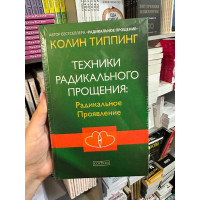 АВТОР БЕСТСЕЛЛЕРА «РАДИКАЛЬНОЕ ПРОЩЕНИЕ»
КОЛИН ТИППИНГ
ТЕХНИКИ
РАДИКАЛЬНОГО
ПРОЩЕНИЯ:
Радикальное
Проявление